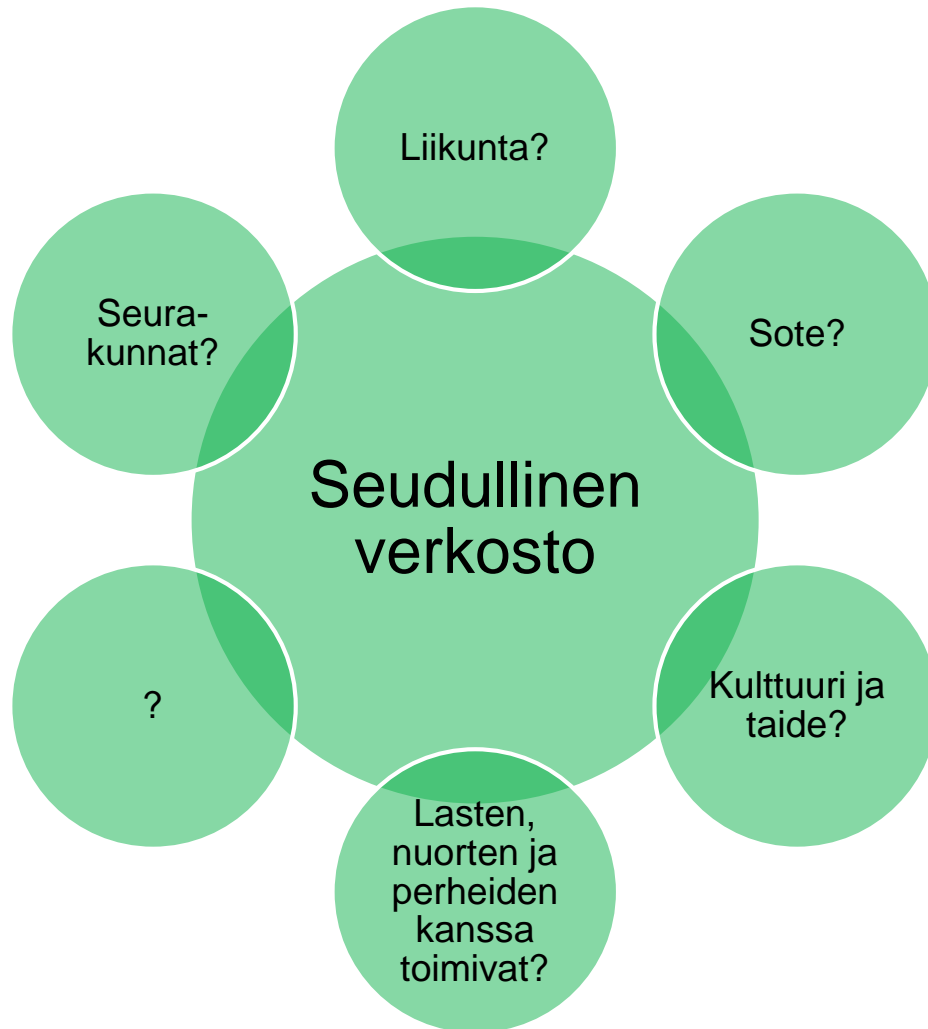 Liikunta?
Seura-
kunnat?
Sote?
Seudullinen
verkosto
?
Kulttuuri ja
taide?
Lasten,
nuorten ja
perheiden
kanssa
toimivat?